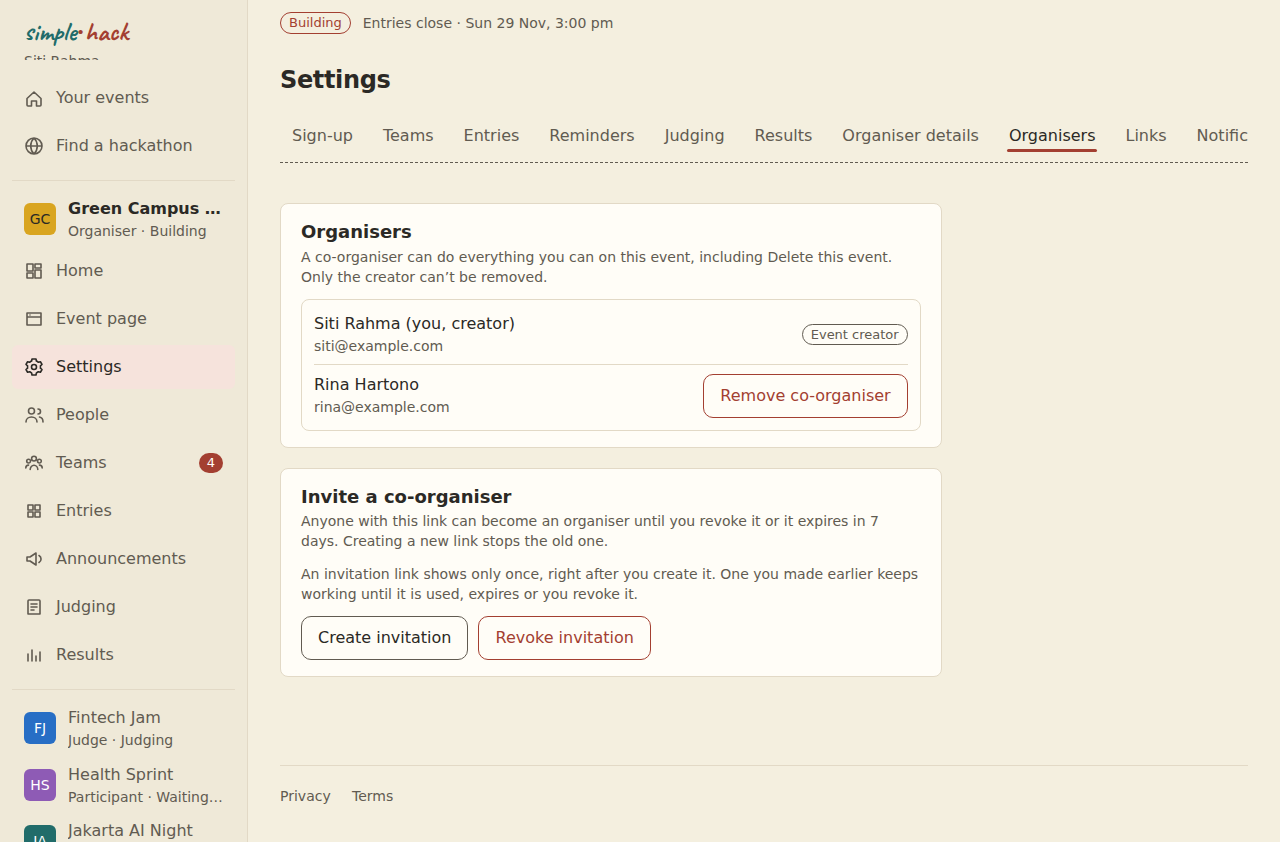 simple·hack
Siti Rahma
Your events
Find a hackathon
GC
Green Campus ...
Organiser · Building
Home
Event page
Settings
People
Teams
4
Entries
Announcements
Judging
Results
FJ
Fintech Jam
Judge · Judging
HS
Health Sprint
Participant · Waiting...
JA
Jakarta AI Night
Building
Entries close · Sun 29 Nov, 3:00 pm
Settings
Sign-up Teams Entries Reminders Judging Results Organiser details Organisers Links Notific
Organisers
A co-organiser can do everything you can on this event, including Delete this event.
Only the creator can’t be removed.
Siti Rahma (you, creator)
siti@example.com
Event creator
Rina Hartono
rina@example.com
Remove co-organiser
Invite a co-organiser
Anyone with this link can become an organiser until you revoke it or it expires in 7
days. Creating a new link stops the old one.
An invitation link shows only once, right after you create it. One you made earlier keeps
working until it is used, expires or you revoke it.
Create invitation Revoke invitation
Privacy Terms